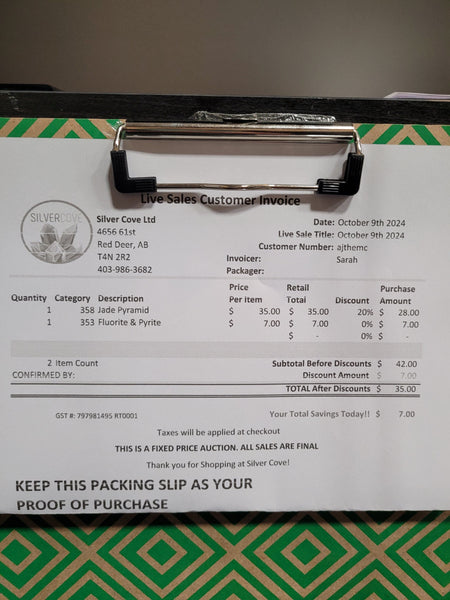 Live Sales Customer Invoice
SILVERCOVE
Silver Cove Ltd
4656 61st
Red Deer, AB
T4N 2R2
403-986-3682
Date: October 9th 2024
Live Sale Title: October 9th 2024
Customer Number: ajthemc
Invoicer: Sarah
Packager:
Quantity Category Description Price Per Item Retail Total Discount Purchase Amount
1 358 Jade Pyramid $ 35.00 $ 35.00 20% $ 28.00
1 353 Fluorite & Pyrite $ 7.00 $ 7.00 0% $ 7.00
$ - 0% $ -
2 Item Count Subtotal Before Discounts $ 42.00
CONFIRMED BY: Discount Amount $ 7.00
TOTAL After Discounts $ 35.00
GST #: 797981495 RT0001 Your Total Savings Today!! $ 7.00
Taxes will be applied at checkout
THIS IS A FIXED PRICE AUCTION. ALL SALES ARE FINAL
Thank you for Shopping at Silver Cove!
KEEP THIS PACKING SLIP AS YOUR
PROOF OF PURCHASE